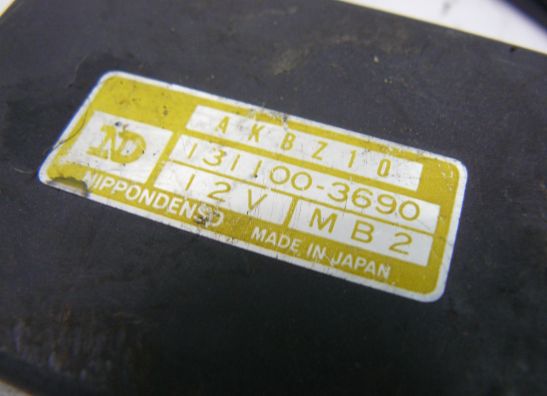 AKBZ10
ND
131100-3690
12V MB2
NIPPONDENSO
MADE IN JAPAN